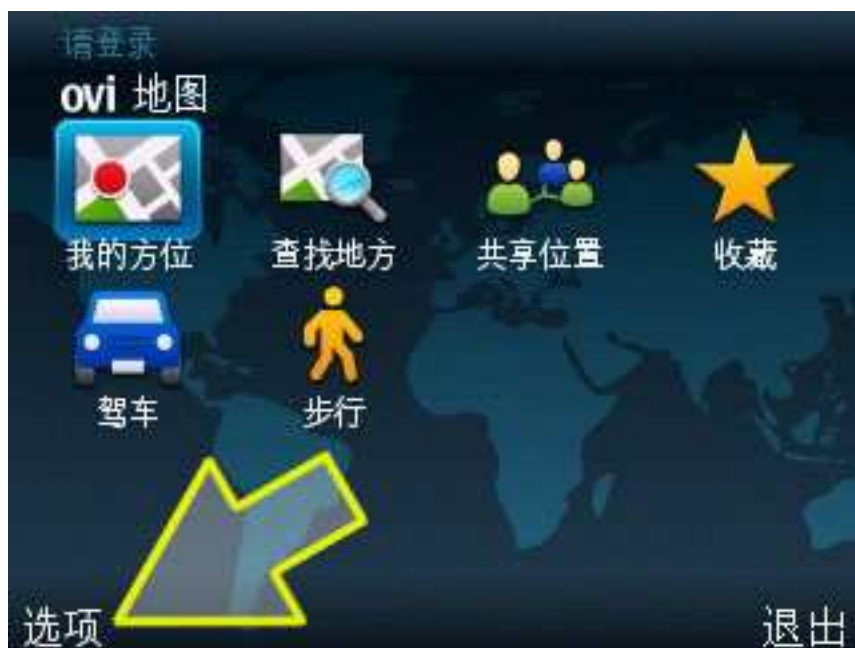 请登录
ovi 地图
我的方位 查找地方 共享位置 收藏
驾车 步行
选项 退出